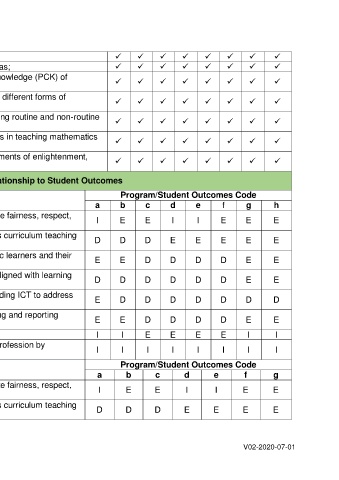 ✓ ✓ ✓ ✓ ✓ ✓ ✓ ✓
as; ✓ ✓ ✓ ✓ ✓ ✓ ✓ ✓
nowledge (PCK) of ✓ ✓ ✓ ✓ ✓ ✓ ✓ ✓
different forms of ✓ ✓ ✓ ✓ ✓ ✓ ✓ ✓
ing routine and non-routine ✓ ✓ ✓ ✓ ✓ ✓ ✓ ✓
s in teaching mathematics ✓ ✓ ✓ ✓ ✓ ✓ ✓ ✓
ments of enlightenment, ✓ ✓ ✓ ✓ ✓ ✓ ✓ ✓
ationship to Student Outcomes
Program/Student Outcomes Code
a b c d e f g h
e fairness, respect, I E E I I E E E
s curriculum teaching D D D E E E E E
c learners and their E E D D D D E E
ligned with learning D D D D D D E E
ding ICT to address E D D D D D D D
ng and reporting E E D D D D E E
I I E E E E I I
rofession by I I I I I I I I
Program/Student Outcomes Code
a b c d e f g
e fairness, respect, I E E I I E E
s curriculum teaching D D D E E E E
V02-2020-07-01